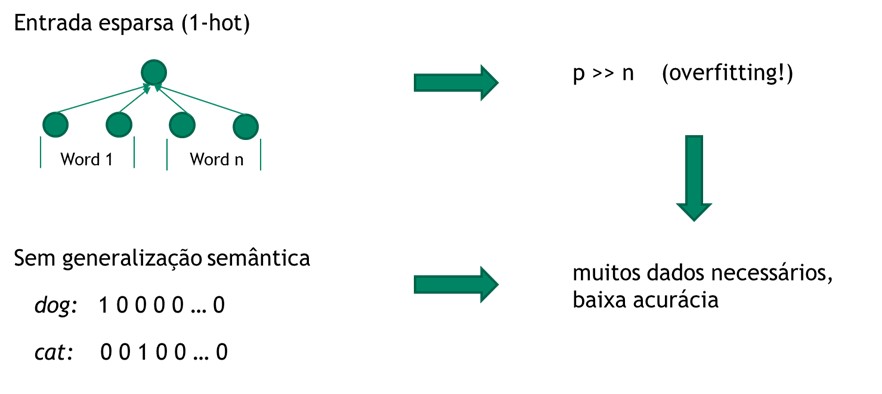 Entrada esparsa (1-hot)
p >> n (overfitting!)
Word 1 Word n
Sem generalização semântica
muitos dados necessários,
baixa acurácia
dog: 1 0 0 0 0 ... 0
cat: 0 0 1 0 0 ... 0